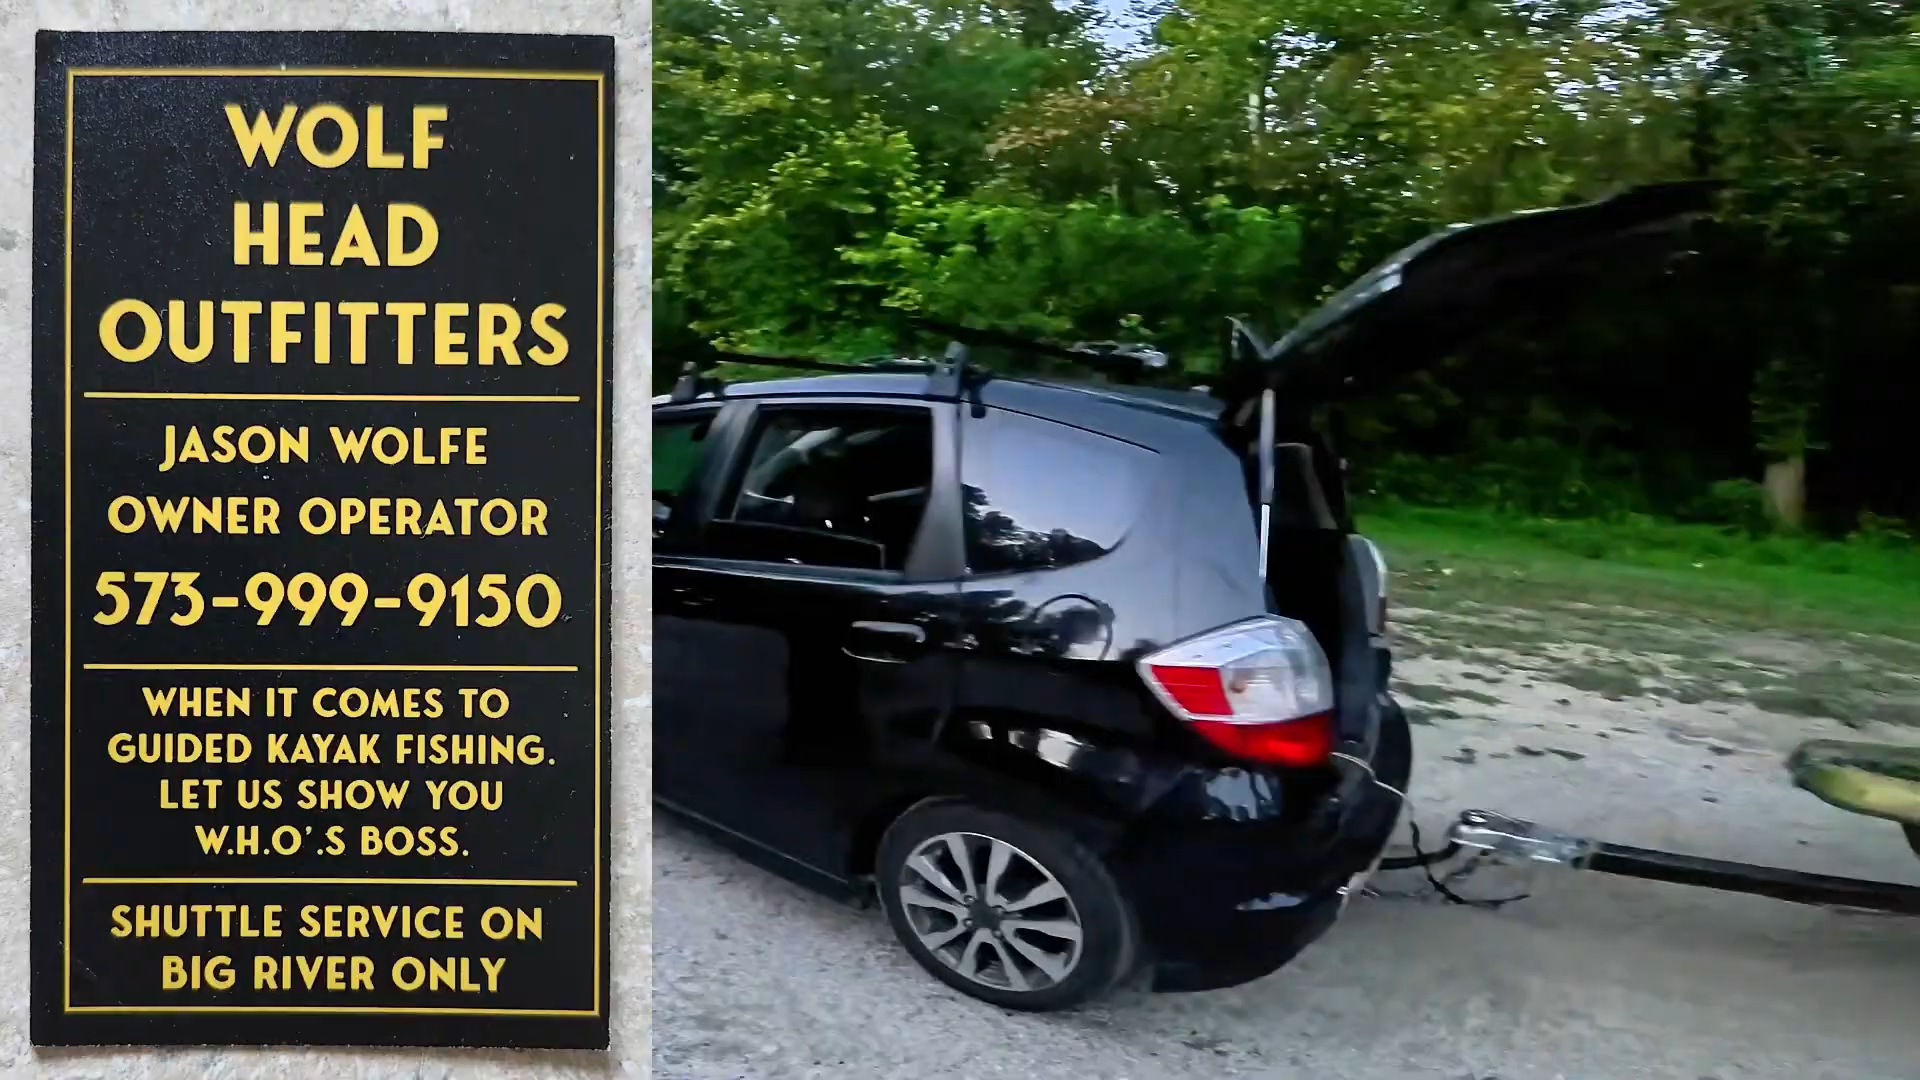 WOLF
HEAD
OUTFITTERS
JASON WOLFE
OWNER OPERATOR
573-999-9150
WHEN IT COMES TO
GUIDED KAYAK FISHING.
LET US SHOW YOU
W.H.O'.S BOSS.
SHUTTLE SERVICE ON
BIG RIVER ONLY